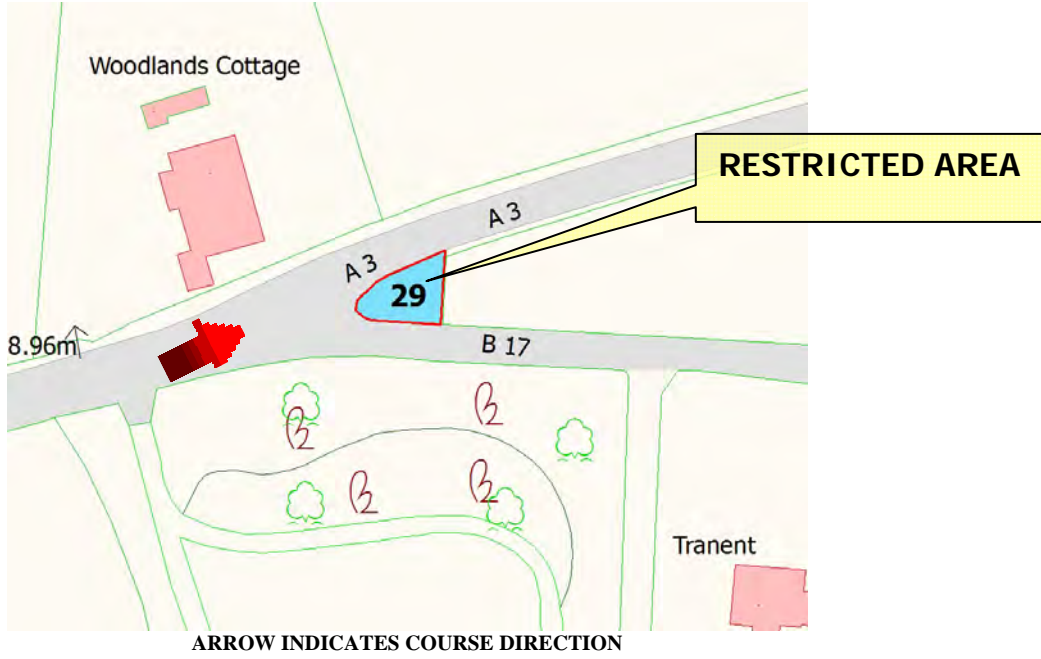 Woodlands Cottage
RESTRICTED AREA
A 3
A 3
29
8.96m
B 17
Tranent
ARROW INDICATES COURSE DIRECTION